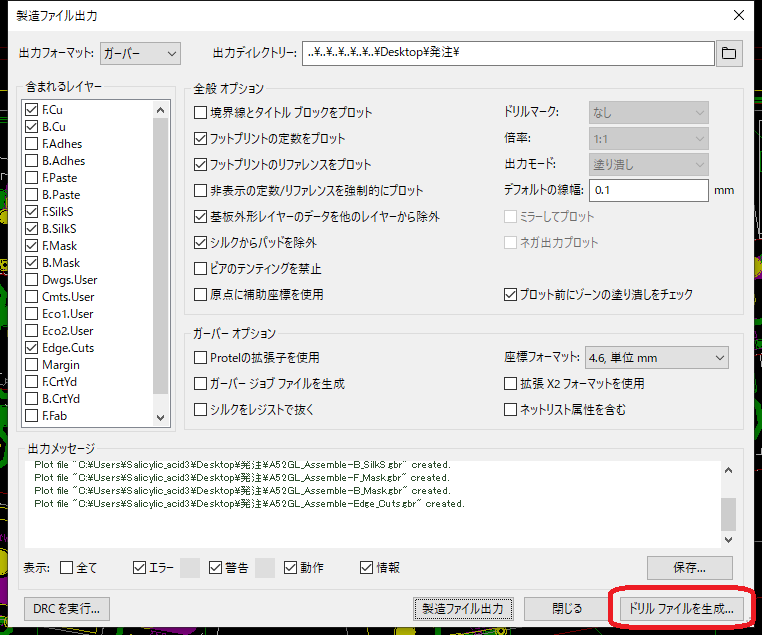 製造ファイル出力
出力フォーマット: ガーバー 出力ディレクトリー: ..¥..¥..¥..¥..¥..¥Desktop¥発注¥
含まれるレイヤー
F.Cu
B.Cu
F.Adhes
B.Adhes
F.Paste
B.Paste
F.SilkS
B.SilkS
F.Mask
B.Mask
Dwgs.User
Cmts.User
Eco1.User
Eco2.User
Edge.Cuts
Margin
F.CrtYd
B.CrtYd
F.Fab
全般 オプション
境界線とタイトル ブロックをプロット
フットプリントの定数をプロット
フットプリントのリファレンスをプロット
非表示の定数/リファレンスを強制的にプロット
基板外形レイヤーのデータを他のレイヤーから除外
シルクからパッドを除外
ビアのテンティングを禁止
原点に補助座標を使用
ドリルマーク: なし
倍率: 1:1
出力モード: 塗り潰し
デフォルトの線幅: 0.1 mm
ミラーしてプロット
ネガ出力プロット
プロット前にゾーンの塗り潰しをチェック
ガーバー オプション
Protelの拡張子を使用
ガーバー ジョブ ファイルを生成
シルクをレジストで抜く
座標フォーマット: 4.6, 単位 mm
拡張 X2 フォーマットを使用
ネットリスト属性を含む
出力メッセージ
Plot file "C:¥Users¥Salicylic_acid3¥Desktop¥発注¥A52GL_Assemble-B_SilkS.gbr" created.
Plot file "C:¥Users¥Salicylic_acid3¥Desktop¥発注¥A52GL_Assemble-F_Mask.gbr" created.
Plot file "C:¥Users¥Salicylic_acid3¥Desktop¥発注¥A52GL_Assemble-B_Mask.gbr" created.
Plot file "C:¥Users¥Salicylic_acid3¥Desktop¥発注¥A52GL_Assemble-Edge_Cuts.gbr" created.
表示: 全て エラー 警告 動作 情報 保存...
DRC を実行... 製造ファイル出力 閉じる ドリル ファイルを生成...